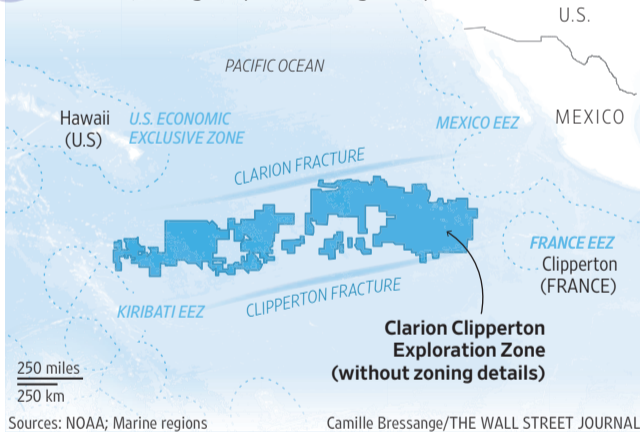 U.S.
PACIFIC OCEAN
Hawaii
(U.S)
U.S. ECONOMIC
EXCLUSIVE ZONE
MEXICO EEZ
MEXICO
CLARION FRACTURE
FRANCE EEZ
Clipperton
(FRANCE)
KIRIBATI EEZ
CLIPPERTON FRACTURE
Clarion Clipperton
Exploration Zone
(without zoning details)
250 miles
250 km
Sources: NOAA; Marine regions
Camille Bressange/THE WALL STREET JOURNAL